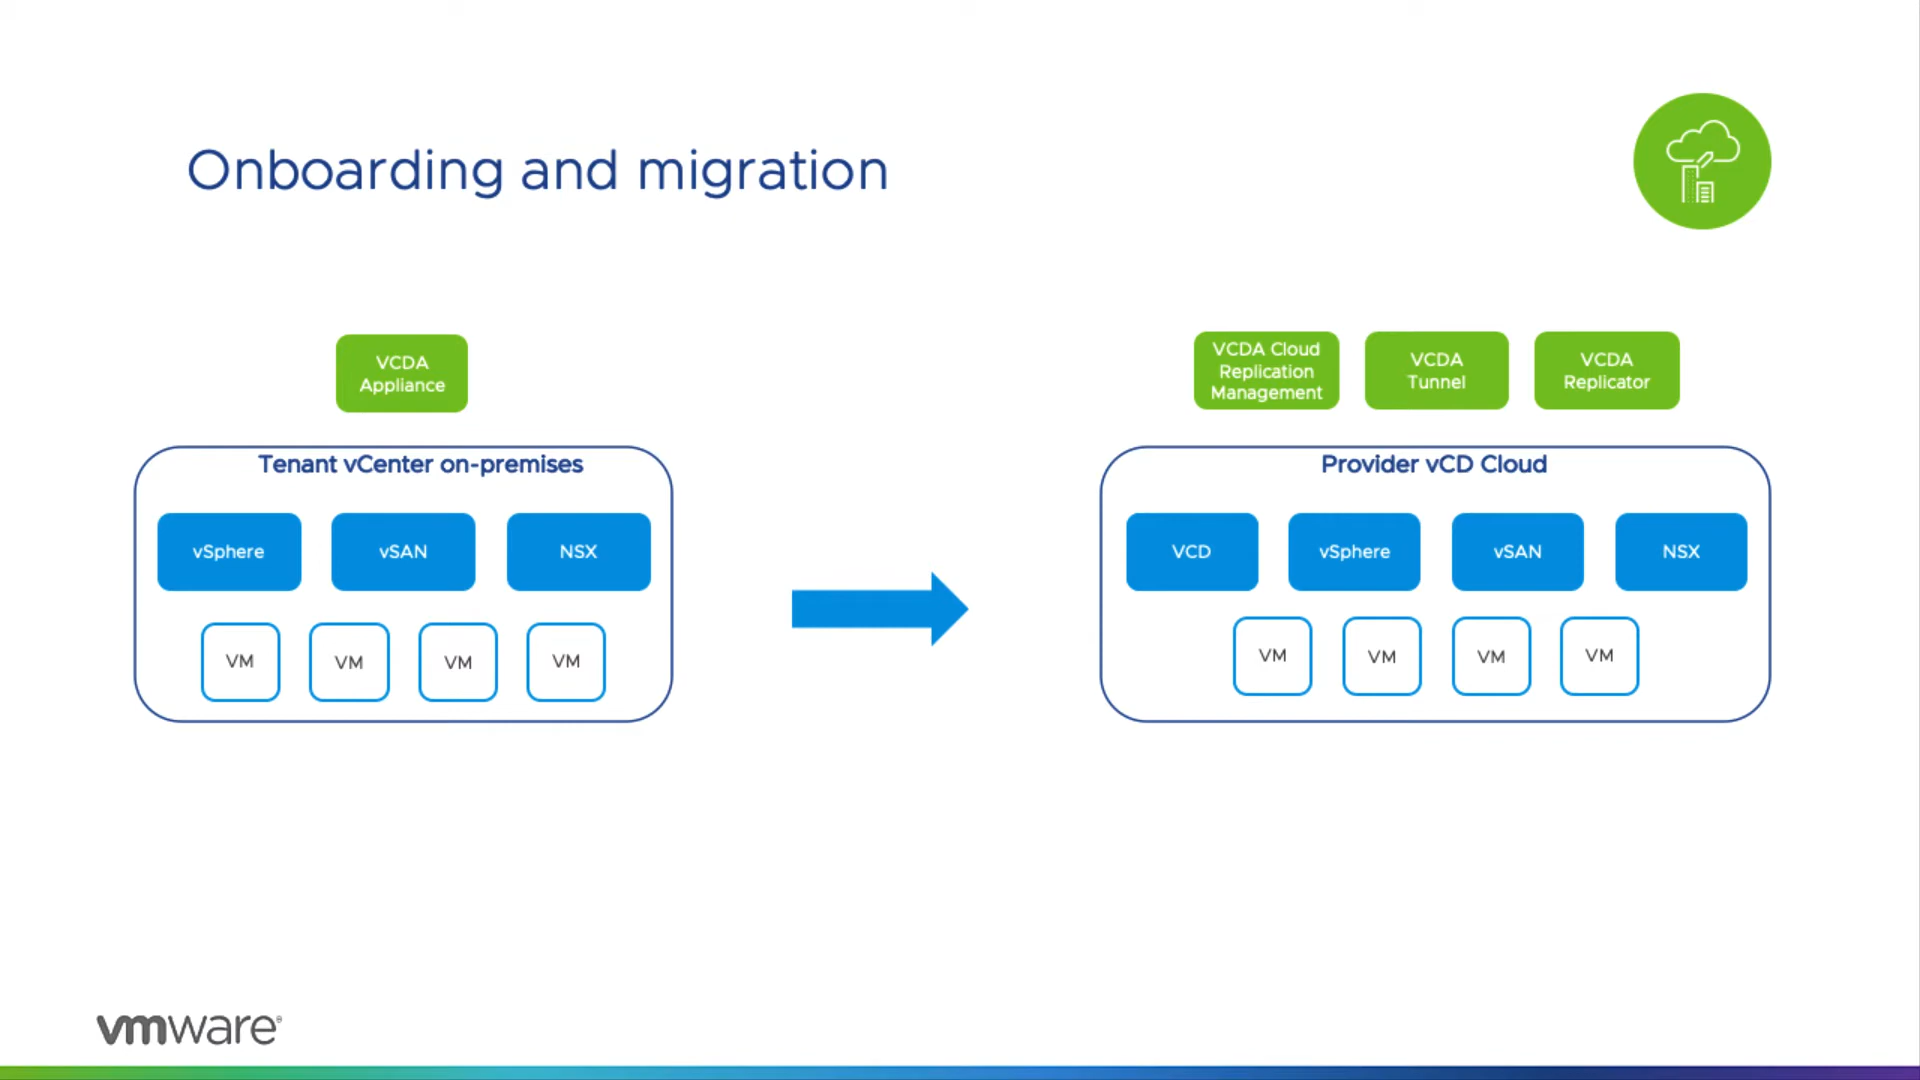 Onboarding and migration
VCDA
Appliance
Tenant vCenter on-premises
vSphere
vSAN
NSX
VM
VM
VM
VM
VCDA Cloud
Replication
Management
VCDA
Tunnel
VCDA
Replicator
Provider vCD Cloud
VCD
vSphere
vSAN
NSX
VM
VM
VM
VM
vmware®